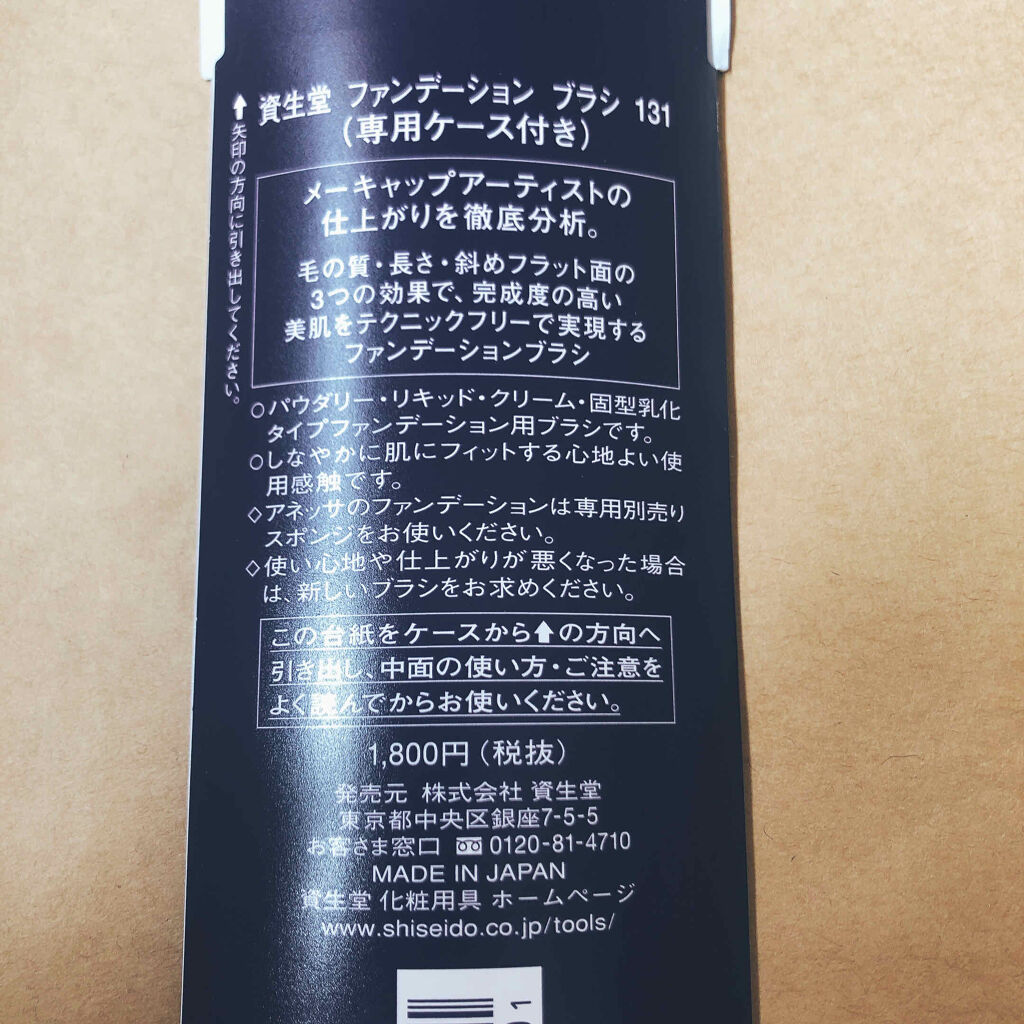 資生堂 ファンデーション ブラシ 131
(専用ケース付き)
⬆矢印の方向に引き出してください。
メーキャップアーティストの
仕上がりを徹底分析。
毛の質・長さ・斜めフラット面の
3つの効果で、完成度の高い
美肌をテクニックフリーで実現する
ファンデーションブラシ
○パウダリー・リキッド・クリーム・固型乳化
タイプファンデーション用ブラシです。
○しなやかに肌にフィットする心地よい使
用感触です。
◇アネッサのファンデーションは専用別売り
スポンジをお使いください。
◇使い心地や仕上がりが悪くなった場合
は、新しいブラシをお求めください。
この台紙をケースから⬆の方向へ
引き出し、中面の使い方・ご注意を
よく読んでからお使いください。
1,800円(税抜)
発売元 株式会社 資生堂
東京都中央区銀座7-5-5
お客さま窓口 0120-81-4710
MADE IN JAPAN
資生堂 化粧用具 ホームページ
www.shiseido.co.jp/tools/